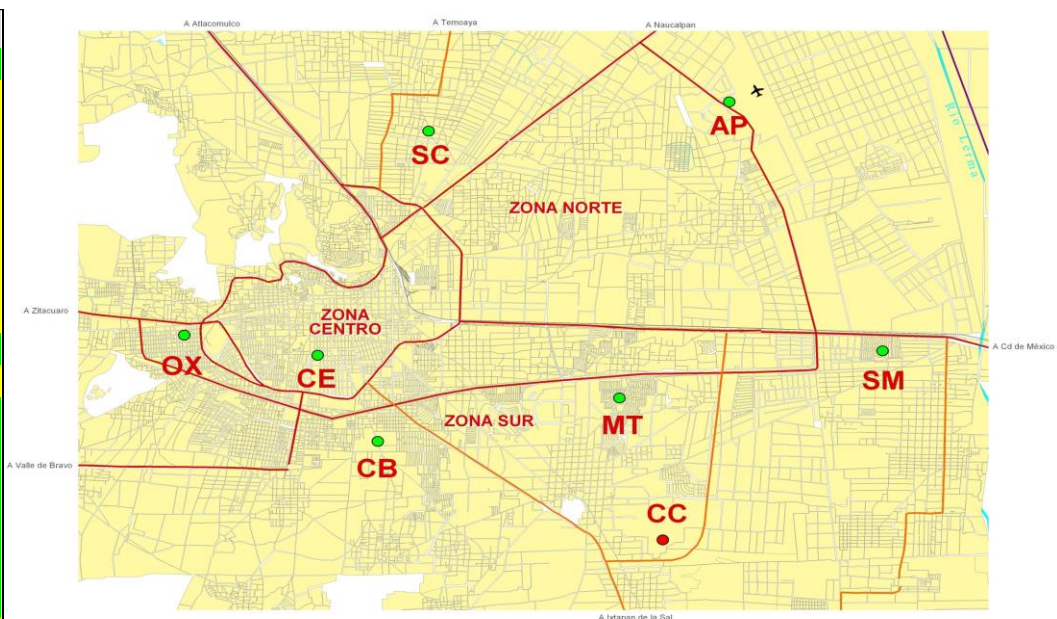 A Atlacomulco
A Temoaya
A Naucalpan
AP
SC
Río Lerma
ZONA NORTE
A Zitacuaro
ZONA
CENTRO
A Cd de México
OX
CE
SM
ZONA SUR
MT
CB
A Valle de Bravo
CC
A Ixtapan de la Sal